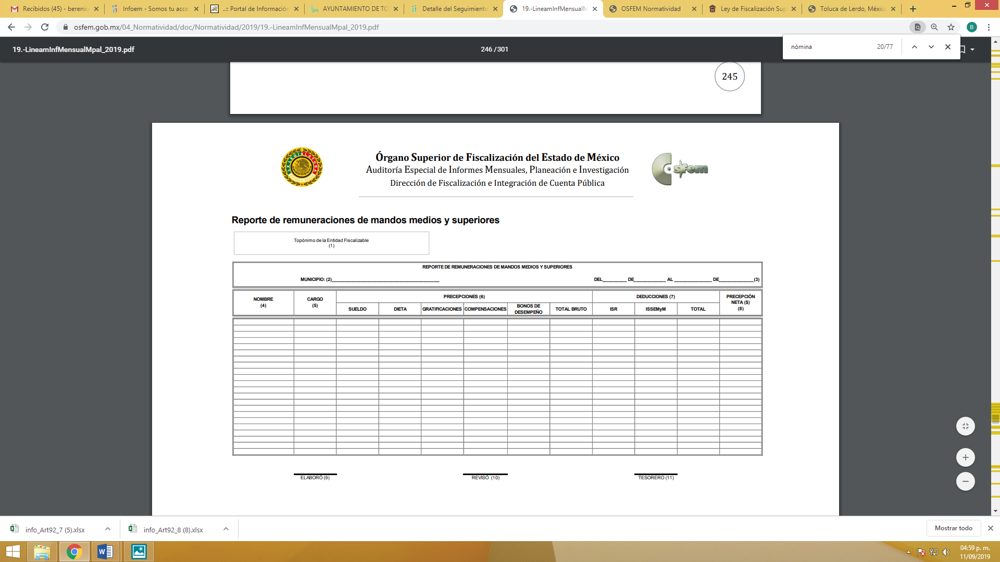 Recibidos (45) - berenic
Infoem - Somos tu acce
..:: Portal de Información
AYUNTAMIENTO DE TO
Detalle del Seguimiento
19.-LineamInfMensualM
OSFEM Normatividad
Ley de Fiscalización Sup
Toluca de Lerdo, México
osfem.gob.mx/04_Normatividad/doc/Normatividad/2019/19.-LineamInfMensualMpal_2019.pdf
B
19.-LineamInfMensualMpal_2019.pdf
246 / 301
nómina
20/77
245
LX LEGISLATURA
Órgano Superior de Fiscalización del Estado de México
Auditoría Especial de Informes Mensuales, Planeación e Investigación
Dirección de Fiscalización e Integración de Cuenta Pública
osfem
Reporte de remuneraciones de mandos medios y superiores
Topónimo de la Entidad Fiscalizable
(1)
REPORTE DE REMUNERACIONES DE MANDOS MEDIOS Y SUPERIORES
MUNICIPIO: (2)________________________________________ DEL_________ DE____________ AL ______________ DE_____________(3)
NOMBRE
(4)
CARGO
(5)
PRECEPCIONES (6)
DEDUCCIONES (7)
PRECEPCIÓN
NETA ($)
(8)
SUELDO
DIETA
GRATIFICACIONES
COMPENSACIONES
BONOS DE
DESEMPEÑO
TOTAL BRUTO
ISR
ISSEMyM
TOTAL
ELABORÓ (9)
REVISÓ (10)
TESORERO (11)
info_Art92_7 (5).xlsx
info_Art92_8 (8).xlsx
Mostrar todo
04:59 p. m.
11/09/2019